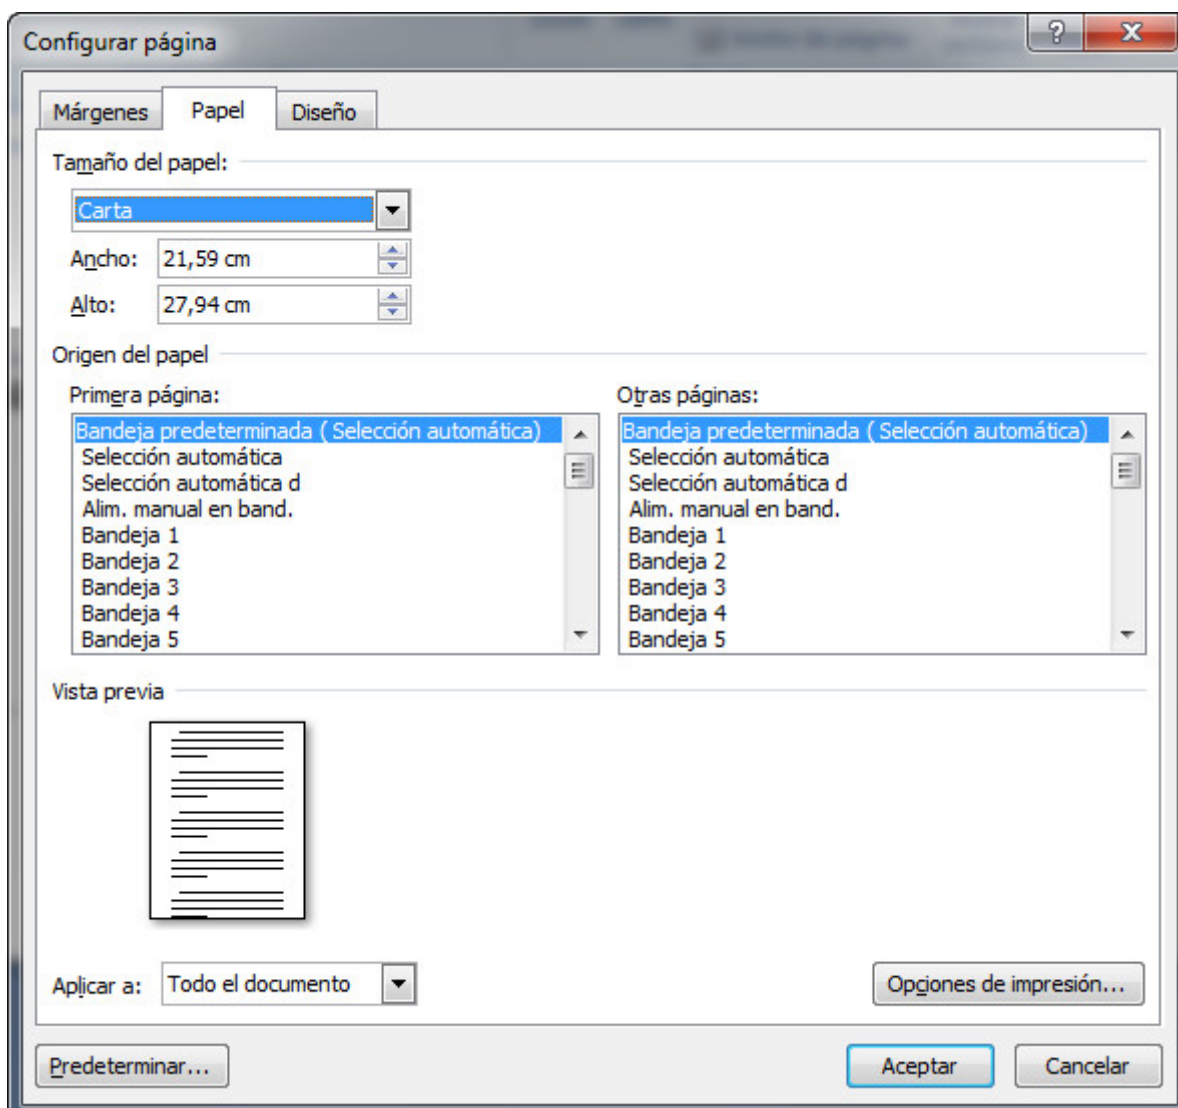 Configurar página
Márgenes Papel Diseño
Tamaño del papel:
Carta
Ancho: 21,59 cm
Alto: 27,94 cm
Origen del papel
Primera página:
Bandeja predeterminada ( Selección automática)
Selección automática
Selección automática d
Alim. manual en band.
Bandeja 1
Bandeja 2
Bandeja 3
Bandeja 4
Bandeja 5
Otras páginas:
Bandeja predeterminada ( Selección automática)
Selección automática
Selección automática d
Alim. manual en band.
Bandeja 1
Bandeja 2
Bandeja 3
Bandeja 4
Bandeja 5
Vista previa
Aplicar a: Todo el documento
Opciones de impresión...
Predeterminar... Aceptar Cancelar